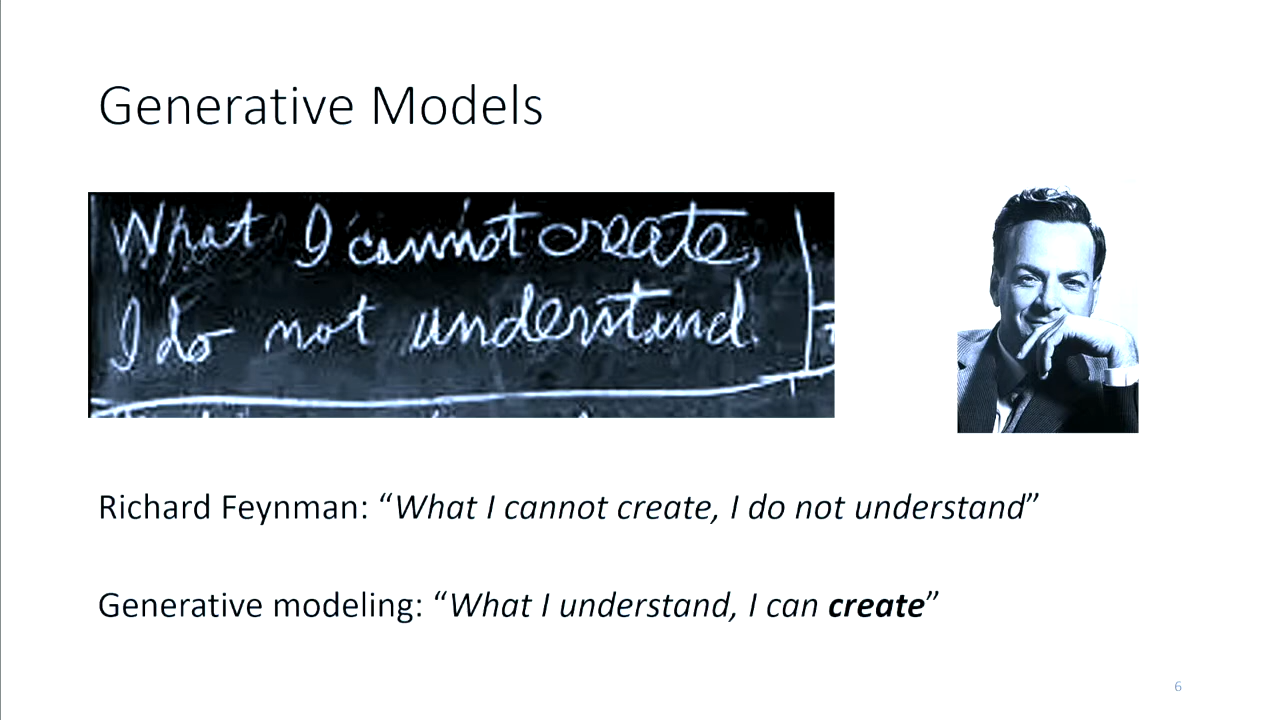 Generative Models
What I cannot create,
I do not understand.
Richard Feynman: “What I cannot create, I do not understand”
Generative modeling: “What I understand, I can create”
6